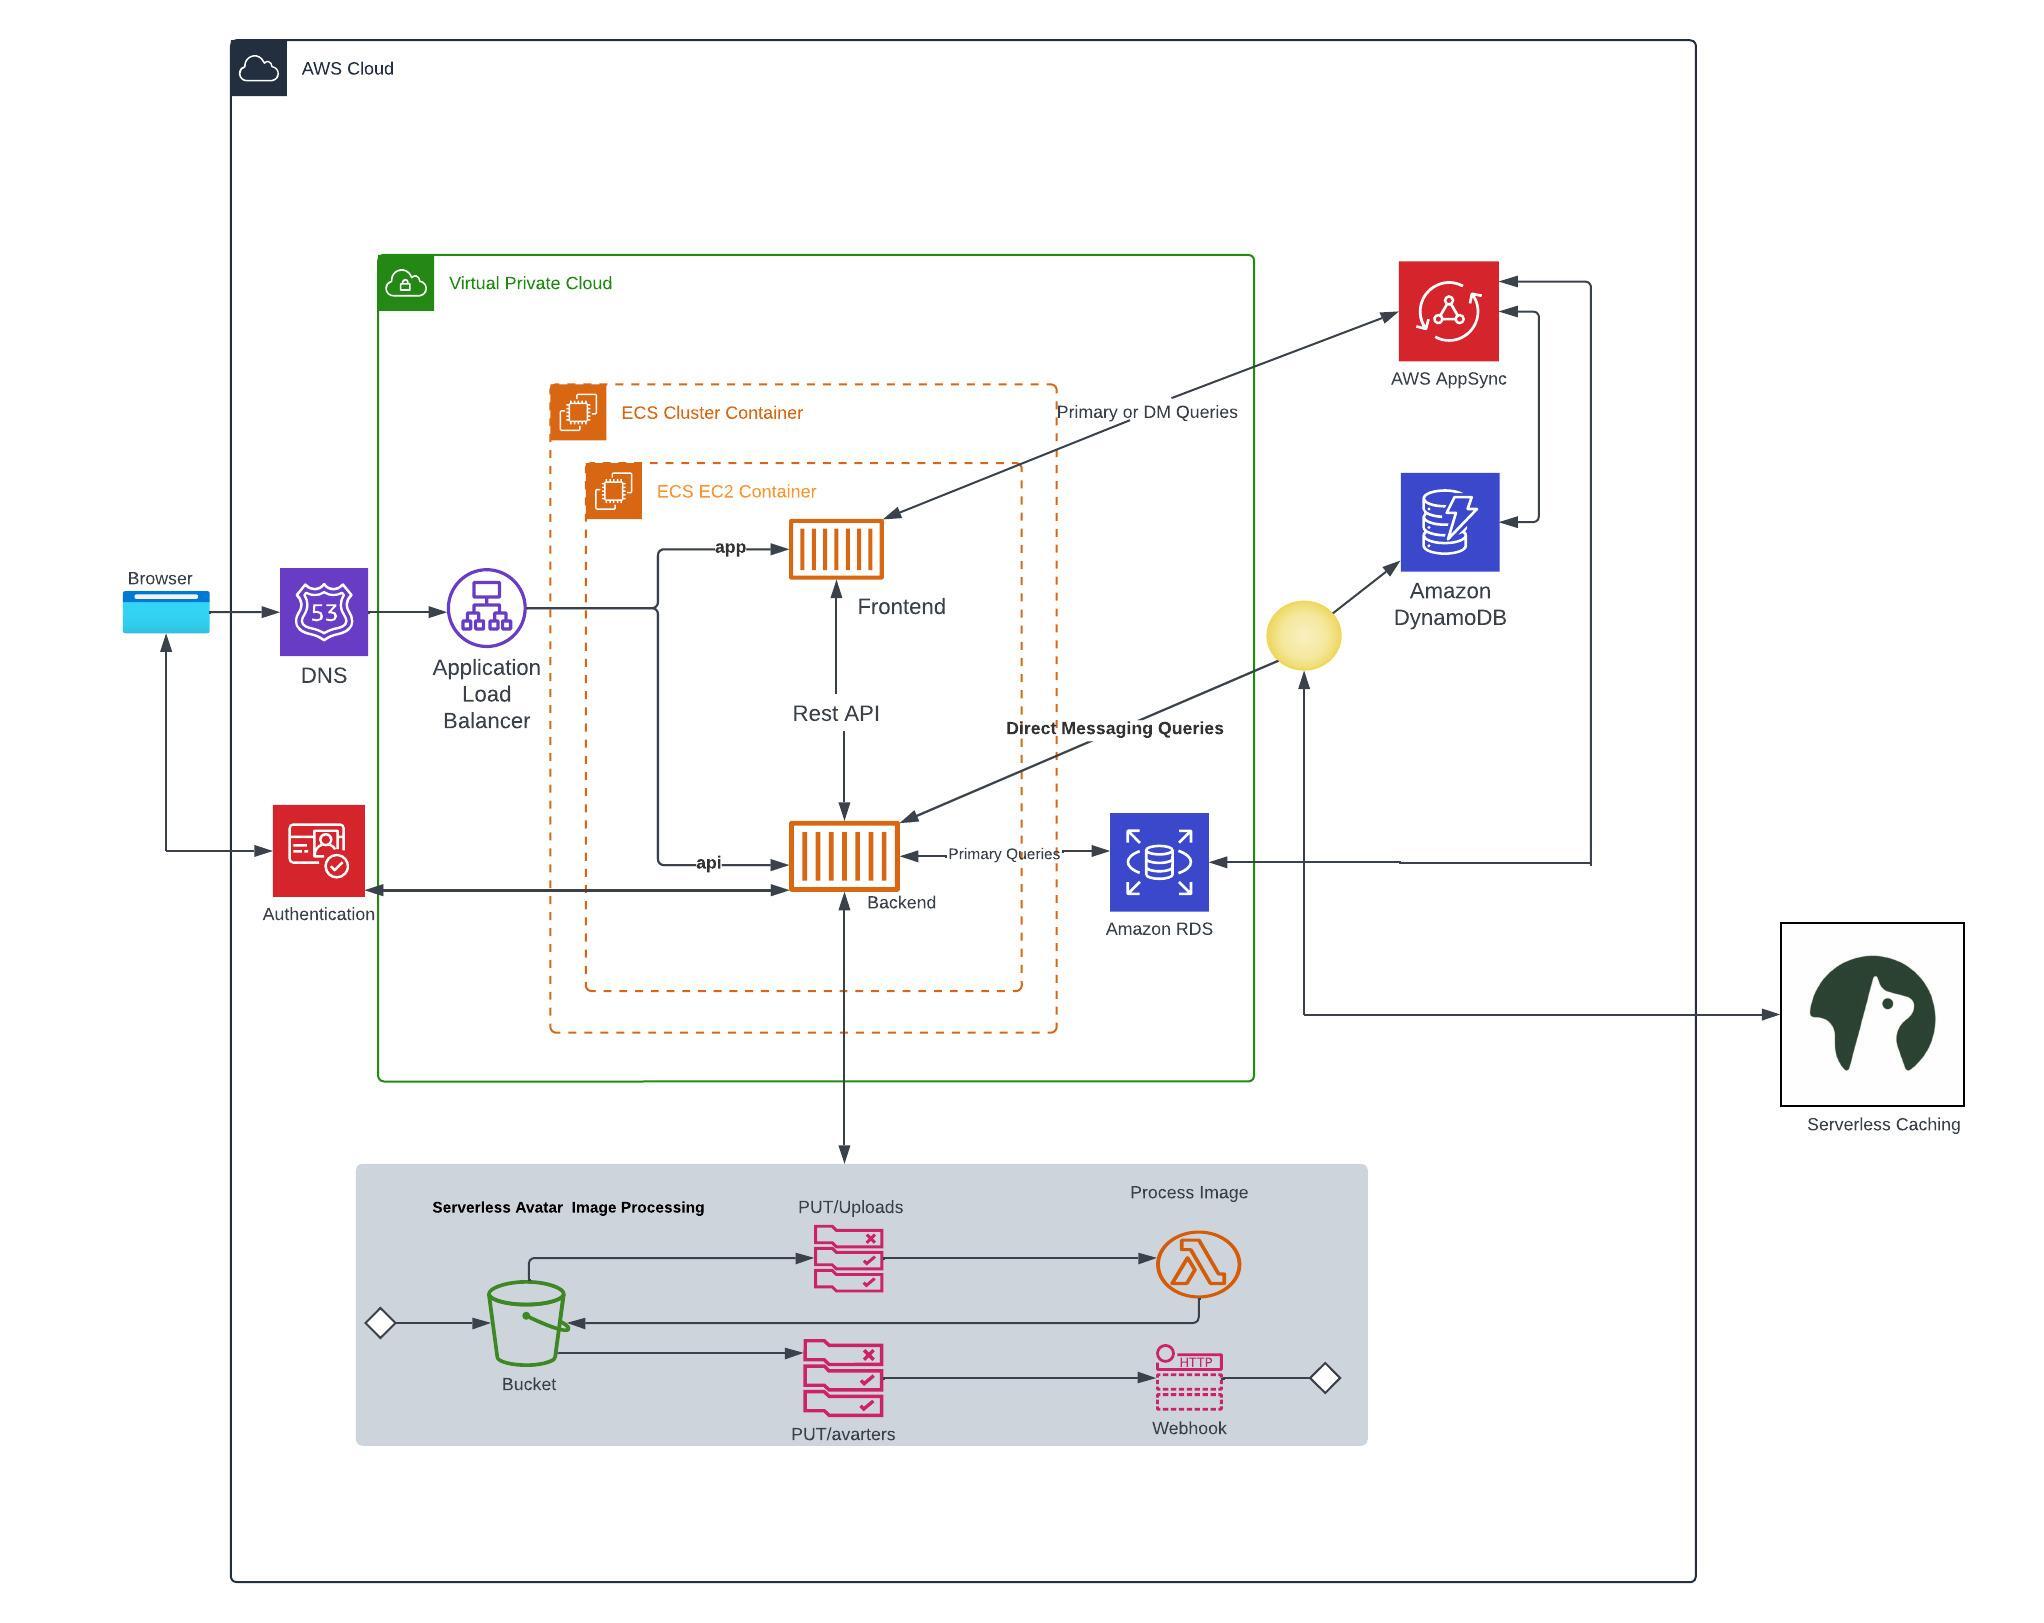 AWS Cloud
Virtual Private Cloud
AWS AppSync
Primary or DM Queries
ECS Cluster Container
ECS EC2 Container
app
Browser
53
DNS
Application
Load
Balancer
Frontend
Amazon
DynamoDB
Rest API
Direct Messaging Queries
api
Primary Queries
Authentication
Backend
Amazon RDS
Serverless Caching
Serverless Avatar  Image Processing
PUT/Uploads
Process Image
Bucket
HTTP
PUT/avarters
Webhook